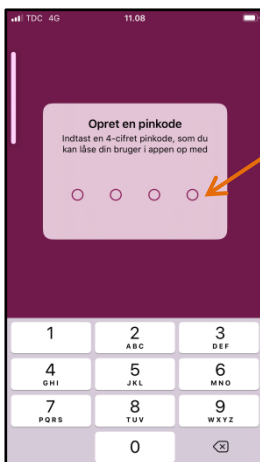 TDC 4G 11.08
Opret en pinkode
Indtast en 4-cifret pinkode, som du
kan låse din bruger i appen op med
1 2 3
ABC DEF
4 5 6
GHI JKL MNO
7 8 9
PQRS TUV WXYZ
0